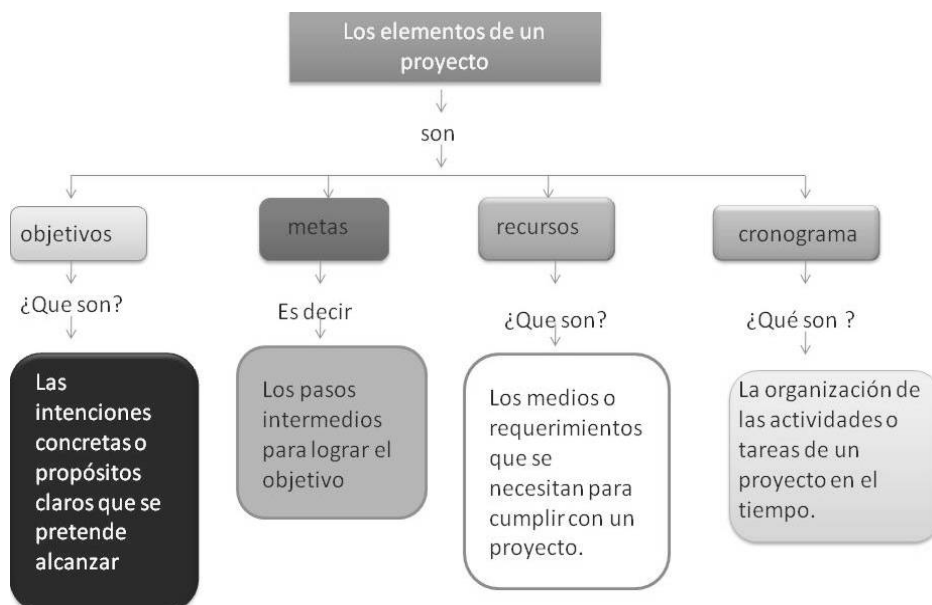 Los elementos de un
proyecto
son
objetivos
metas
recursos
cronograma
¿Que son?
Es decir
¿Que son?
¿Qué son ?
Las
intenciones
concretas o
propósitos
claros que se
pretende
alcanzar
Los pasos
intermedios
para lograr el
objetivo
Los medios o
requerimientos
que se
necesitan para
cumplir con un
proyecto.
La organización de
las actividades o
tareas de un
proyecto en el
tiempo.